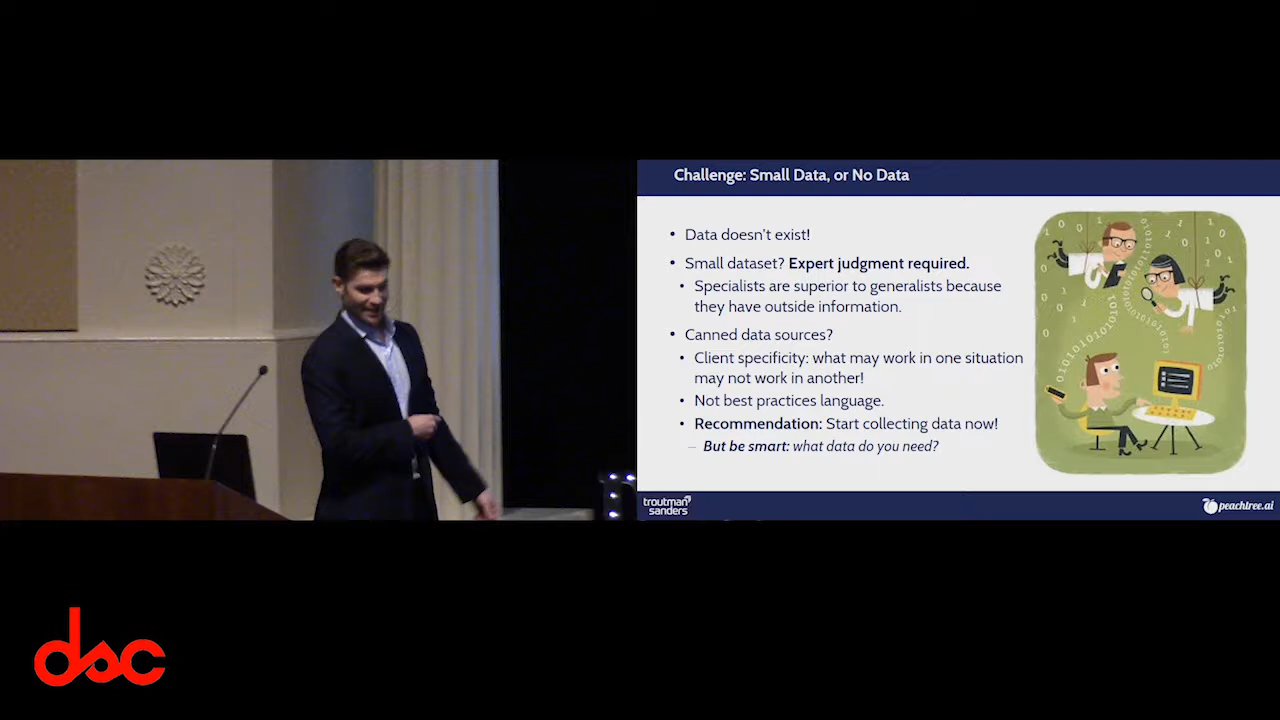 Challenge: Small Data, or No Data
• Data doesn't exist!
• Small dataset? Expert judgment required.
• Specialists are superior to generalists because
they have outside information.
• Canned data sources?
• Client specificity: what may work in one situation
may not work in another!
• Not best practices language.
• Recommendation: Start collecting data now!
– But be smart: what data do you need?
troutman
sanders
peachtree.ai
dsc